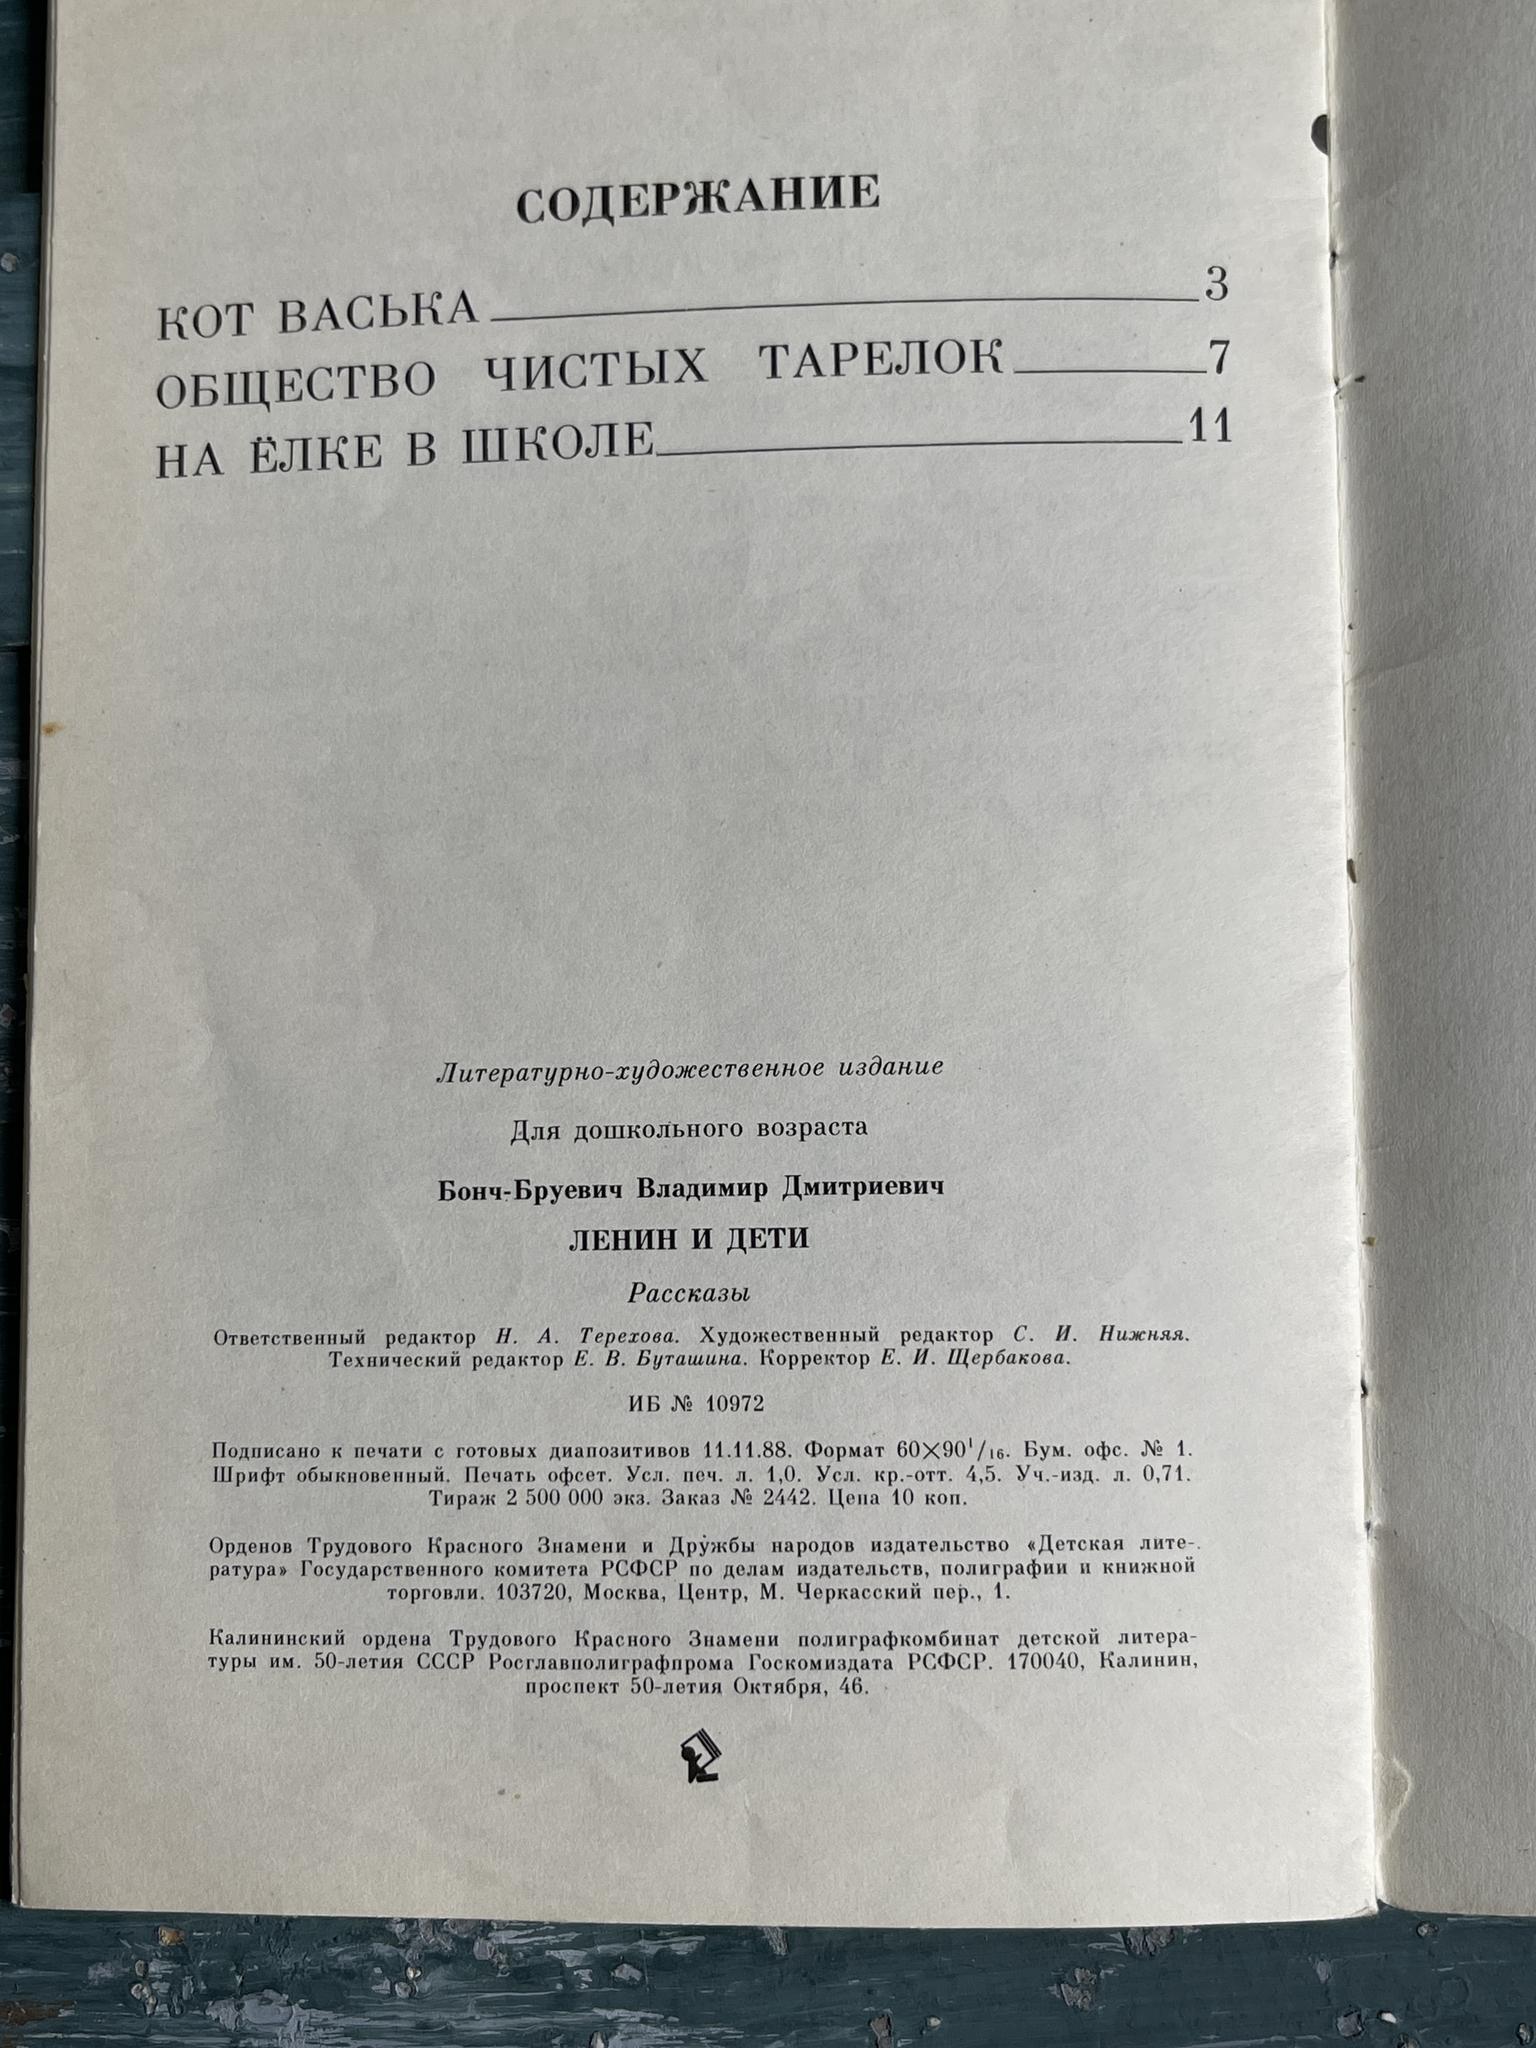 СОДЕРЖАНИЕ
КОТ ВАСЬКА 3
ОБЩЕСТВО ЧИСТЫХ ТАРЕЛОК 7
НА ЁЛКЕ В ШКОЛЕ 11
Литературно-художественное издание
Для дошкольного возраста
Бонч-Бруевич Владимир Дмитриевич
ЛЕНИН И ДЕТИ
Рассказы
Ответственный редактор Н. А. Терехова. Художественный редактор С. И. Нижняя.
Технический редактор Е. В. Буташина. Корректор Е. И. Щербакова.
ИБ № 10972
Подписано к печати с готовых диапозитивов 11.11.88. Формат 60×90¹/₁₆. Бум. офс. № 1.
Шрифт обыкновенный. Печать офсет. Усл. печ. л. 1,0. Усл. кр.-отт. 4,5. Уч.-изд. л. 0,71.
Тираж 2 500 000 экз. Заказ № 2442. Цена 10 коп.
Орденов Трудового Красного Знамени и Дружбы народов издательство «Детская лите-
ратура» Государственного комитета РСФСР по делам издательств, полиграфии и книжной
торговли. 103720, Москва, Центр, М. Черкасский пер., 1.
Калининский ордена Трудового Красного Знамени полиграфкомбинат детской литера-
туры им. 50-летия СССР Росглавполиграфпрома Госкомиздата РСФСР. 170040, Калинин,
проспект 50-летия Октября, 46.